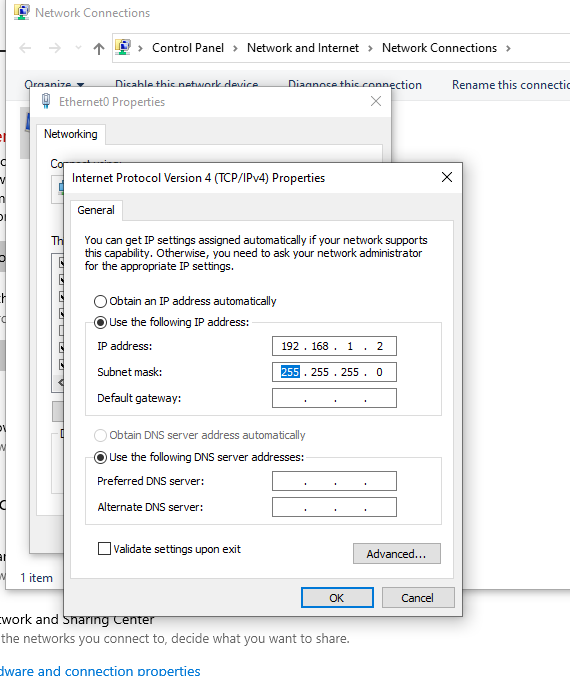 Network Connections
Control Panel > Network and Internet > Network Connections >
Organize Disable this network device Diagnose this connection Rename this connectio
Ethernet0 Properties
Networking
Connect using:
Internet Protocol Version 4 (TCP/IPv4) Properties
General
You can get IP settings assigned automatically if your network supports
this capability. Otherwise, you need to ask your network administrator
for the appropriate IP settings.
Obtain an IP address automatically
Use the following IP address:
IP address: 192 . 168 . 1 . 2
Subnet mask: 255 . 255 . 255 . 0
Default gateway: . . .
Obtain DNS server address automatically
Use the following DNS server addresses:
Preferred DNS server: . . .
Alternate DNS server: . . .
Validate settings upon exit
Advanced...
OK Cancel
1 item
twork and Sharing Center
the networks you connect to, decide what you want to share.
dware and connection properties